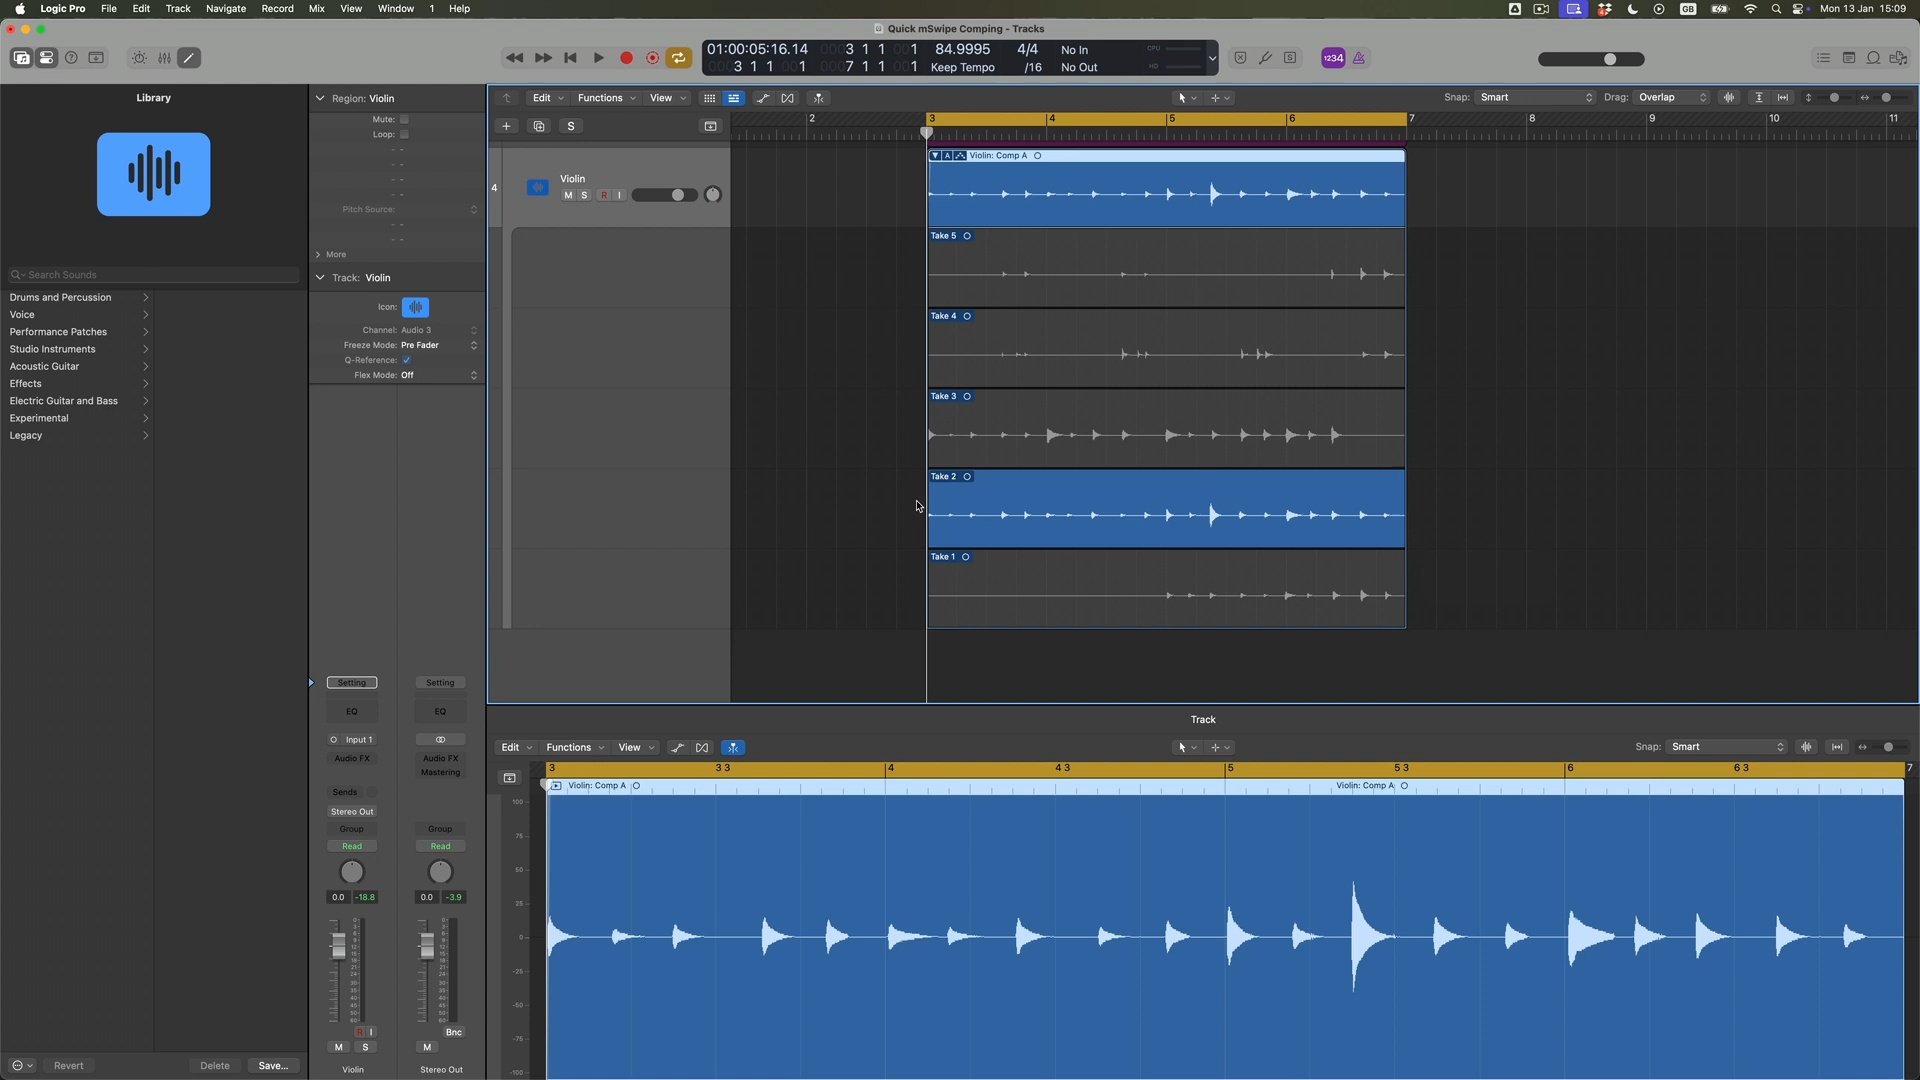 Logic Pro File Edit Track Navigate Record Mix View Window 1 Help
GB Mon 13 Jan 15:09
Quick mSwipe Comping - Tracks
01:00:05:16.14 0003 1 1 001 84.9995 4/4 No In CPU
0003 1 1 001 0007 1 1 001 Keep Tempo /16 No Out HD
S 1234
Library
Region: Violin
Mute:
Loop:
Pitch Source:
More
Track: Violin
Icon:
Channel: Audio 3
Freeze Mode: Pre Fader
Q-Reference:
Flex Mode: Off
Search Sounds
Drums and Percussion
Voice
Performance Patches
Studio Instruments
Acoustic Guitar
Effects
Electric Guitar and Bass
Experimental
Legacy
Edit Functions View
Snap: Smart Drag: Overlap
S
2 3 4 5 6 7 8 9 10 11
4
Violin
M S R I
A Violin: Comp A
Take 5
Take 4
Take 3
Take 2
Take 1
Setting Setting
EQ EQ
Input 1
Audio FX Audio FX
Mastering
Sends
Stereo Out
Group Group
Read Read
0.0 -18.8 0.0 -3.9
R I Bnc
M S M
Violin Stereo Out
Revert Delete Save...
Track
Edit Functions View
Snap: Smart
3 3 3 4 4 3 5 5 3 6 6 3 7
Violin: Comp A Violin: Comp A
100
75
50
25
0
-25
-50
-75
-100